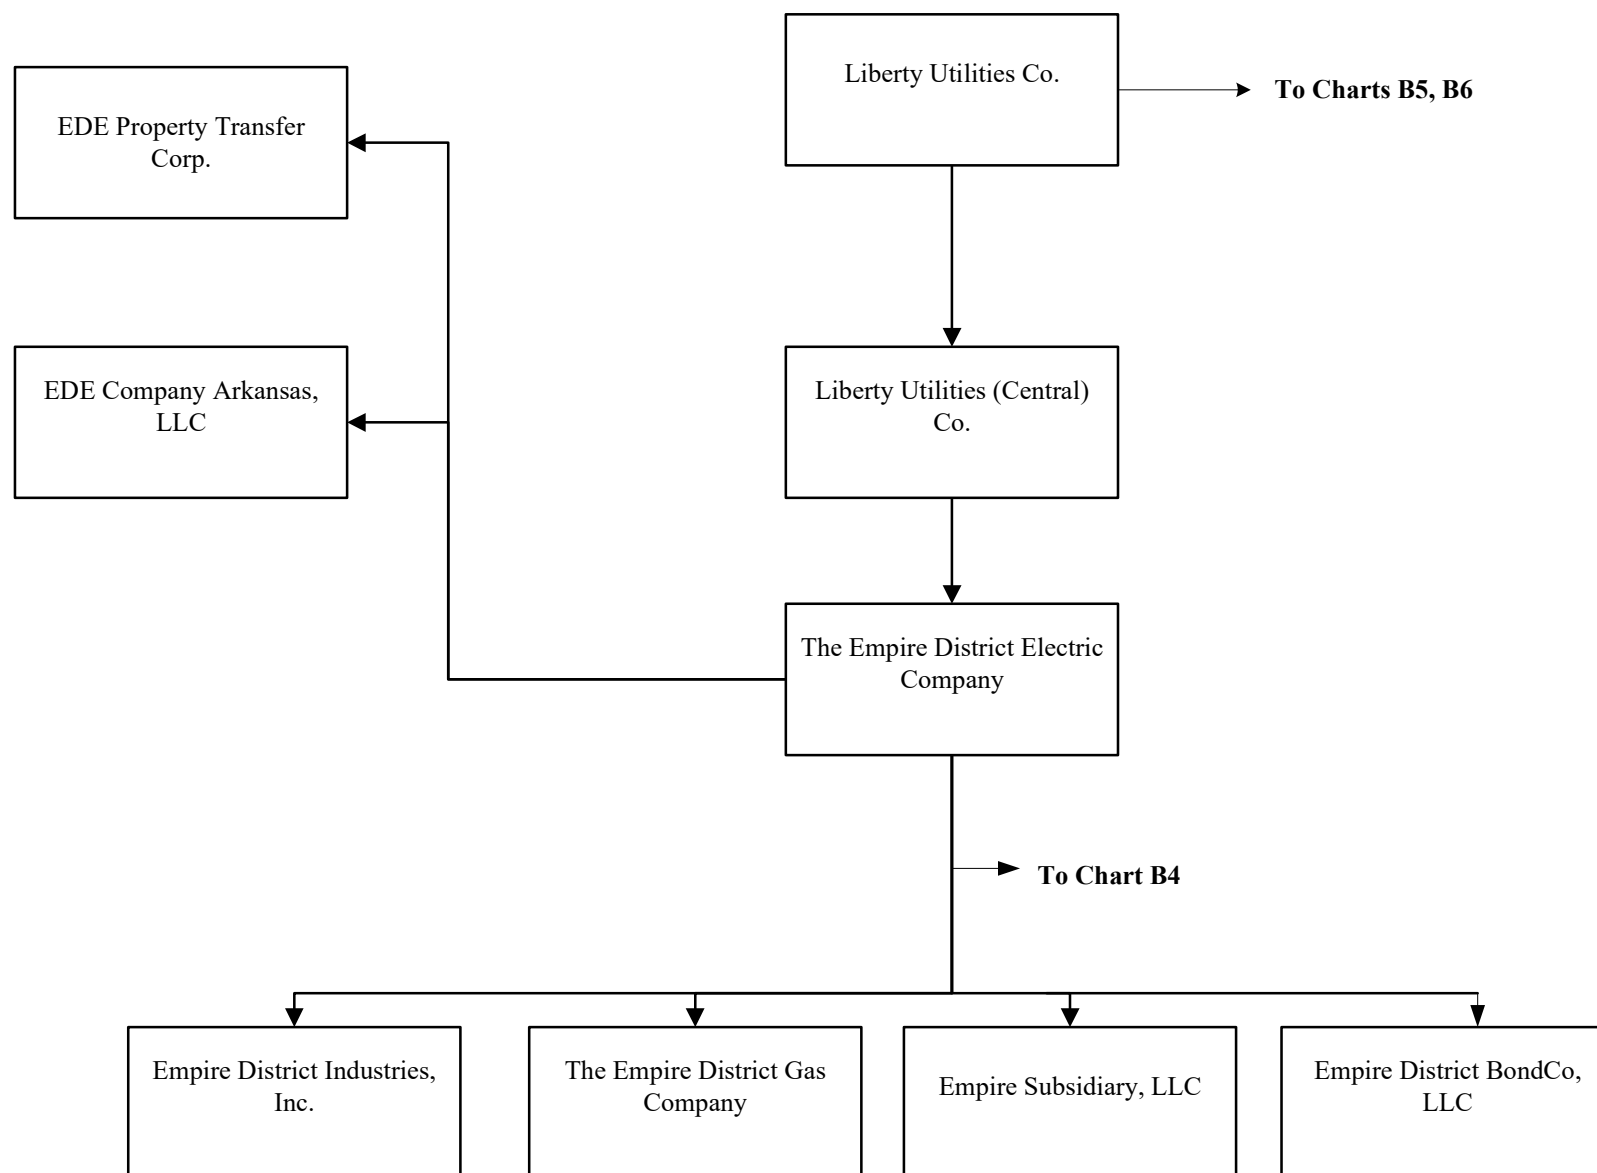 Liberty Utilities Co.
To Charts B5, B6
EDE Property Transfer
Corp.
EDE Company Arkansas,
LLC
Liberty Utilities (Central)
Co.
The Empire District Electric
Company
To Chart B4
Empire District Industries,
Inc.
The Empire District Gas
Company
Empire Subsidiary, LLC
Empire District BondCo,
LLC